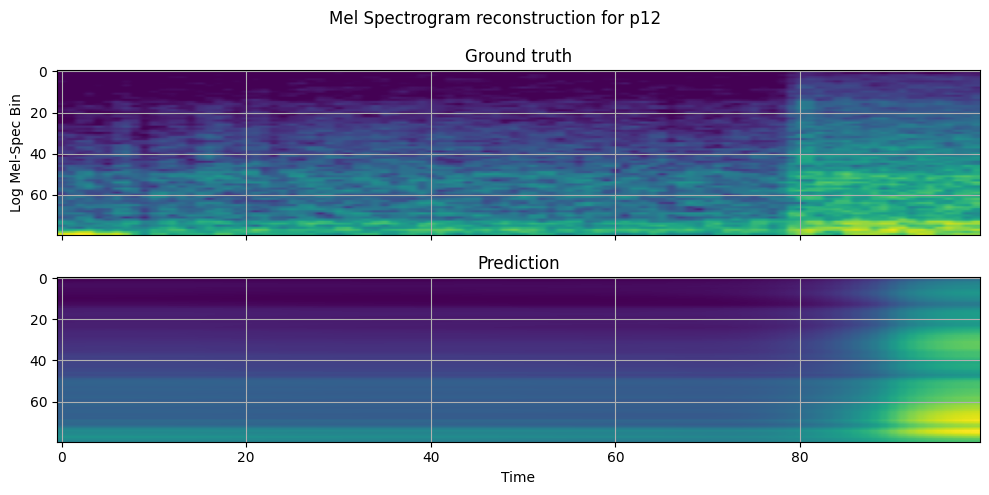 Mel Spectrogram reconstruction for p12
Ground truth
0
20
40
60
Log Mel-Spec Bin
Prediction
0
20
40
60
0 20 40 60 80
Time